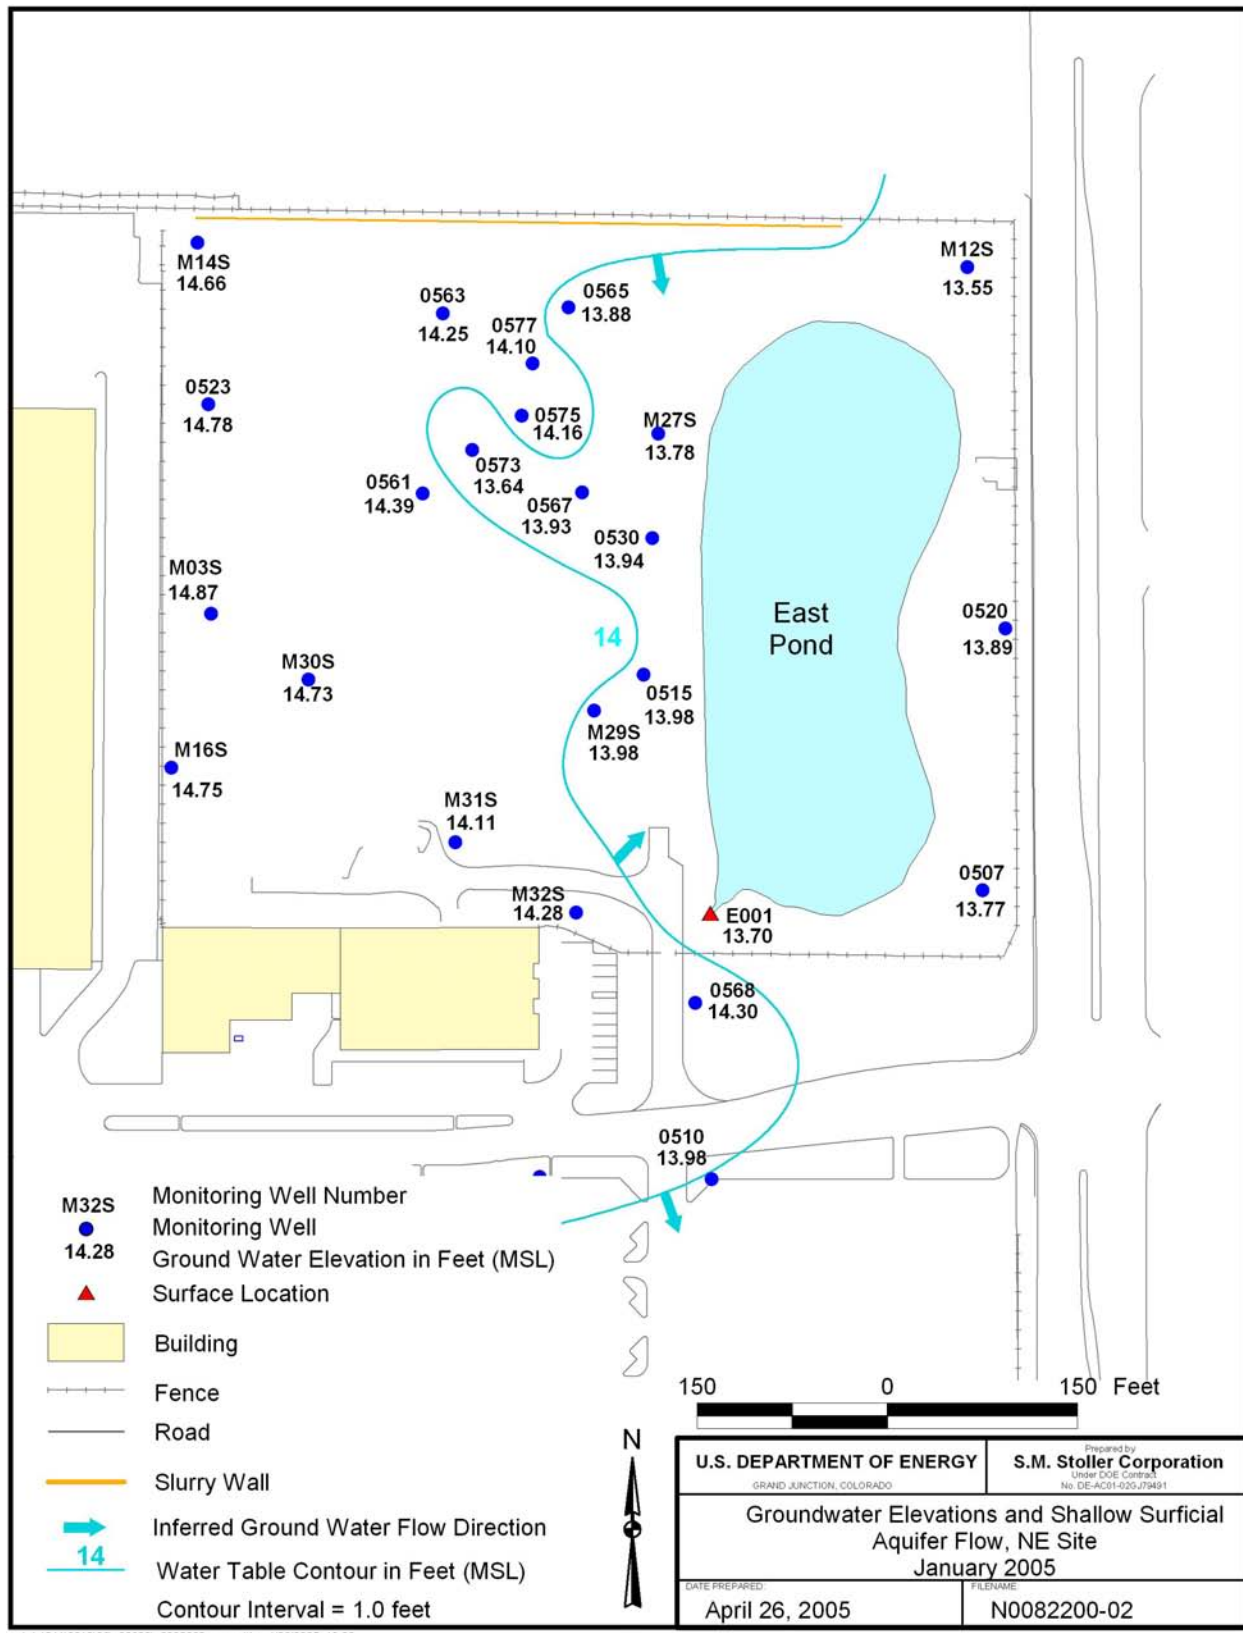 M14S
14.66
M12S
13.55
0563
14.25
0565
13.88
0577
14.10
0523
14.78
0575
14.16
M27S
13.78
0573
13.64
0561
14.39
0567
13.93
0530
13.94
M03S
14.87
East
Pond
0520
13.89
14
M30S
14.73
0515
13.98
M29S
13.98
M16S
14.75
M31S
14.11
M32S
14.28
0507
13.77
E001
13.70
0568
14.30
0510
13.98
M32S
14.28
Monitoring Well Number
Monitoring Well
Ground Water Elevation in Feet (MSL)
Surface Location
Building
Fence
Road
Slurry Wall
Inferred Ground Water Flow Direction
14
Water Table Contour in Feet (MSL)
Contour Interval = 1.0 feet
150 0 150 Feet
N
U.S. DEPARTMENT OF ENERGY
GRAND JUNCTION, COLORADO
Prepared by
S.M. Stoller Corporation
Under DOE Contract
No. DE-AC01-02GJ79491
Groundwater Elevations and Shallow Surficial
Aquifer Flow, NE Site
January 2005
DATE PREPARED:
April 26, 2005
FILENAME:
N0082200-02